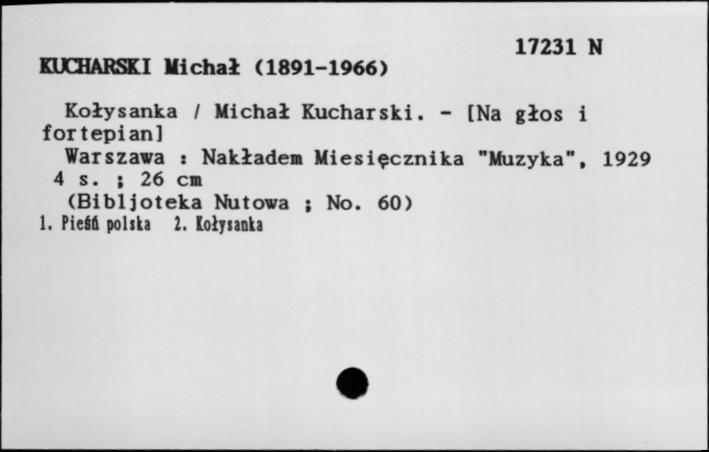 17231 N
KUCHARSKI Michał (1891-1966)
Kołysanka / Michał Kucharski. - [Na głos i
fortepian]
Warszawa : Nakładem Miesięcznika "Muzyka", 1929
4 s. ; 26 cm
(Bibljoteka Nutowa ; No. 60)
1. Pieśń polska 2. Kołysanka